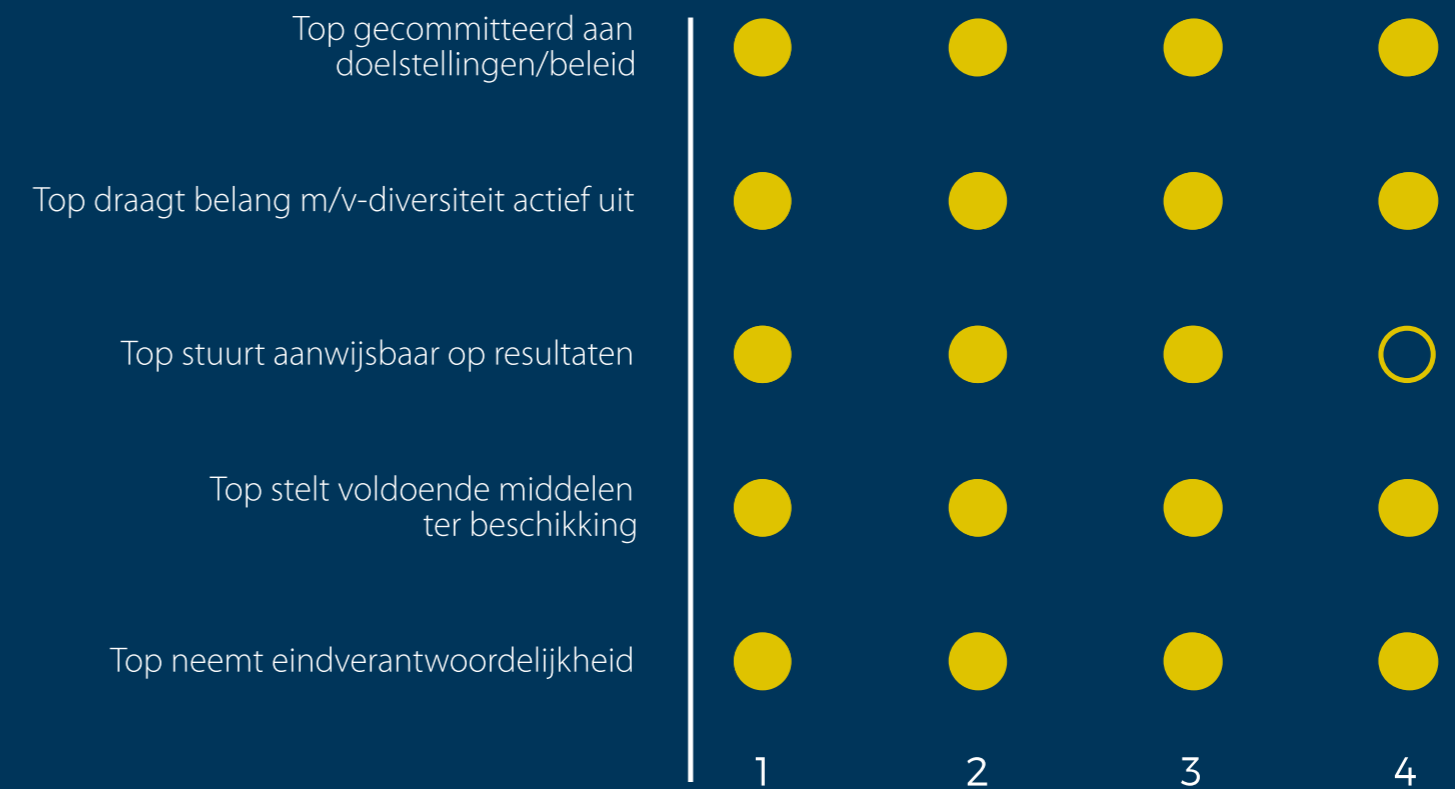 Top gecommitteerd aan
doelstellingen/beleid
Top draagt belang m/v-diversiteit actief uit
Top stuurt aanwijsbaar op resultaten
Top stelt voldoende middelen
ter beschikking
Top neemt eindverantwoordelijkheid
1 2 3 4